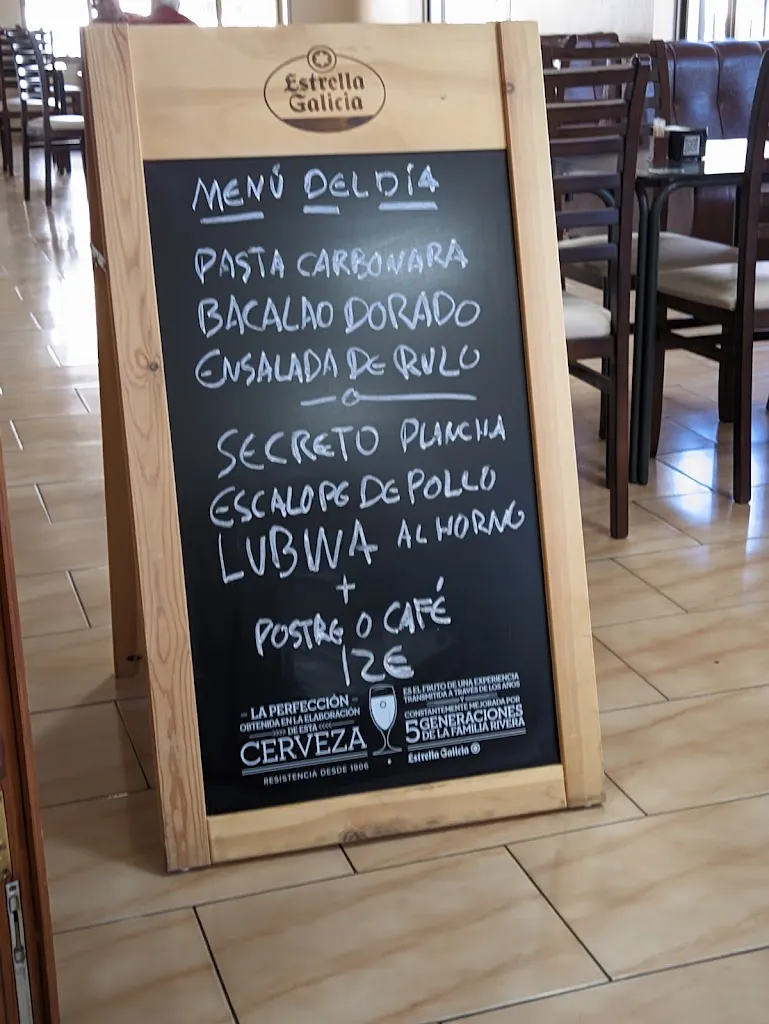 Estrella
Galicia
MENÚ DEL DÍA
PASTA CARBONARA
BACALAO DORADO
ENSALADA DE RULO
SECRETO PLANCHA
ESCALOPE DE POLLO
LUBINA AL HORNO
+
POSTRE O CAFÉ
12€
LA PERFECCIÓN
OBTENIDA EN LA ELABORACIÓN
DE ESTA
CERVEZA
RESISTENCIA DESDE 1906
ES EL FRUTO DE UNA EXPERIENCIA
TRANSMITIDA A TRAVÉS DE LOS AÑOS
Y
CONSTANTEMENTE MEJORADA POR
5 GENERACIONES
DE LA FAMILIA RIVERA
Estrella Galicia